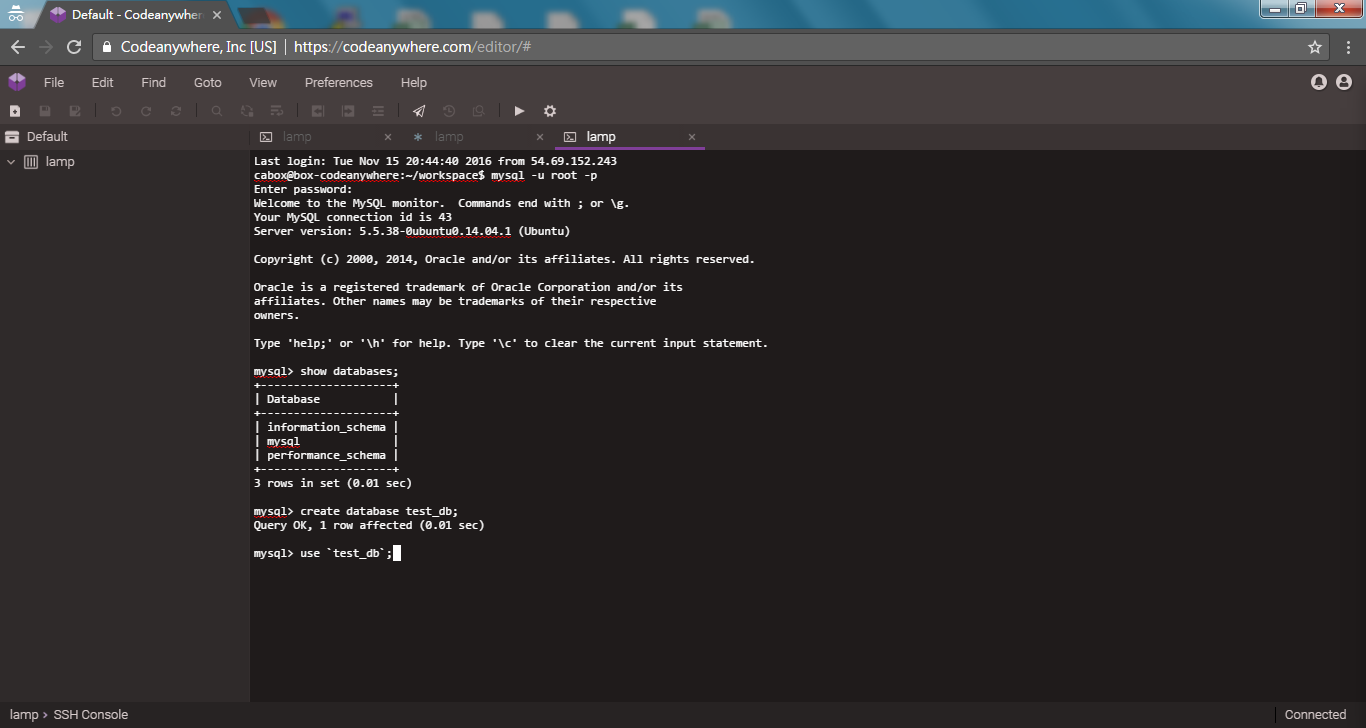 Default - Codeanywher
Codeanywhere, Inc [US] | https://codeanywhere.com/editor/#
File Edit Find Goto View Preferences Help
Default
lamp
lamp
lamp
lamp
Last login: Tue Nov 15 20:44:40 2016 from 54.69.152.243
cabox@box-codeanywhere:~/workspace$ mysql -u root -p
Enter password:
Welcome to the MySQL monitor.  Commands end with ; or \g.
Your MySQL connection id is 43
Server version: 5.5.38-0ubuntu0.14.04.1 (Ubuntu)
Copyright (c) 2000, 2014, Oracle and/or its affiliates. All rights reserved.
Oracle is a registered trademark of Oracle Corporation and/or its
affiliates. Other names may be trademarks of their respective
owners.
Type 'help;' or '\h' for help. Type '\c' to clear the current input statement.
mysql> show databases;
+--------------------+
| Database           |
+--------------------+
| information_schema |
| mysql              |
| performance_schema |
+--------------------+
3 rows in set (0.01 sec)
mysql> create database test_db;
Query OK, 1 row affected (0.01 sec)
mysql> use `test_db`;
lamp › SSH Console
Connected